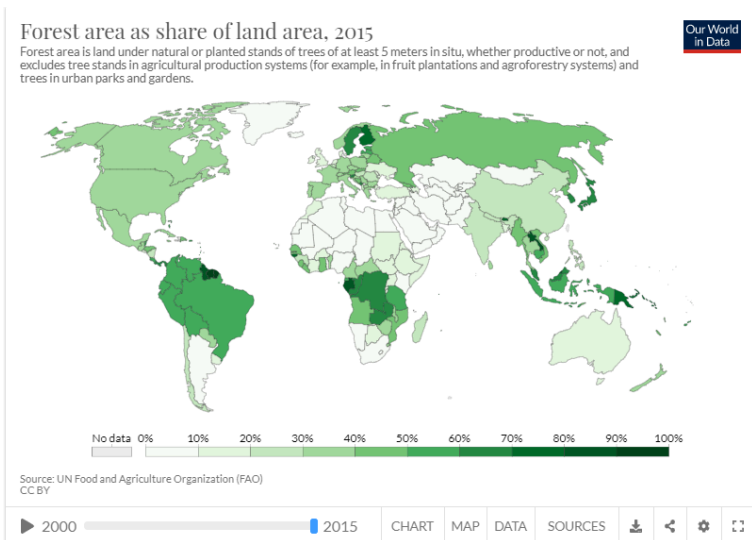 Forest area as share of land area, 2015
Our World
in Data
Forest area is land under natural or planted stands of trees of at least 5 meters in situ, whether productive or not, and
excludes tree stands in agricultural production systems (for example, in fruit plantations and agroforestry systems) and
trees in urban parks and gardens.
No data 0% 10% 20% 30% 40% 50% 60% 70% 80% 90% 100%
Source: UN Food and Agriculture Organization (FAO)
CC BY
2000 2015 CHART MAP DATA SOURCES